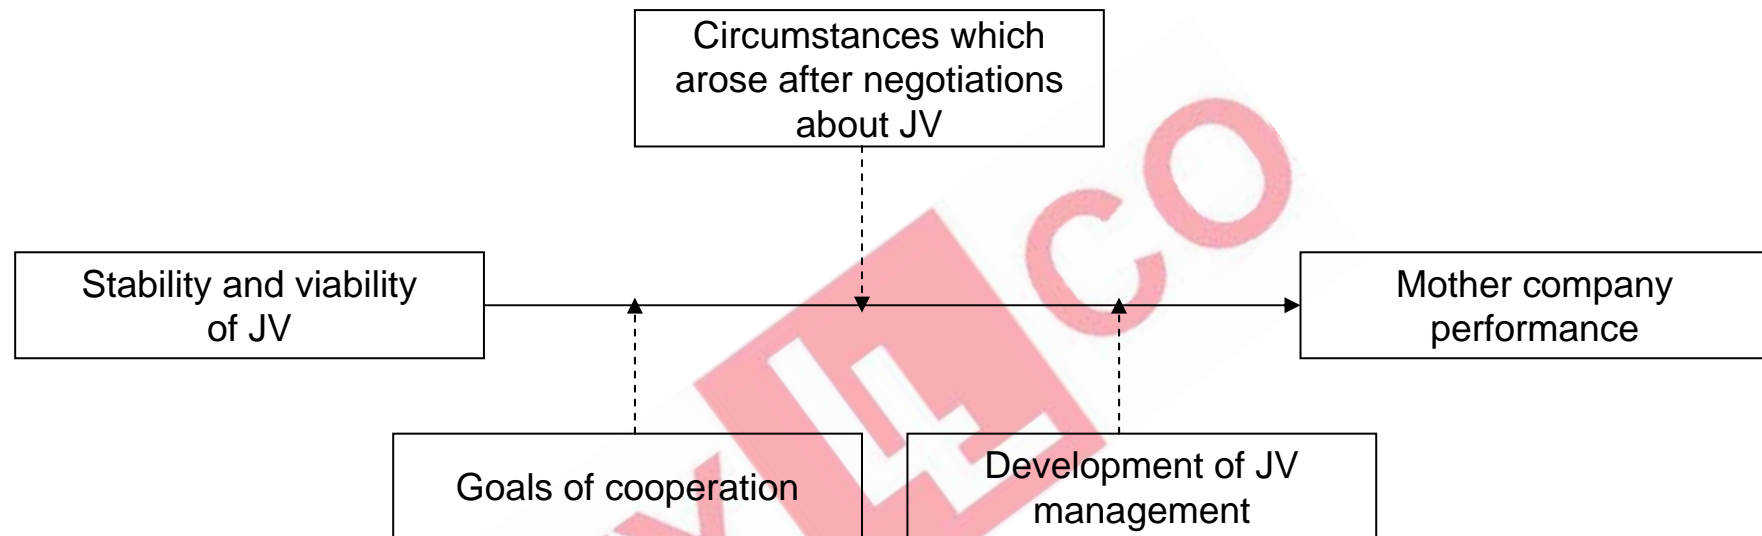 Circumstances which
arose after negotiations
about JV
Stability and viability
of JV
Mother company
performance
Goals of cooperation
Development of JV
management
CO